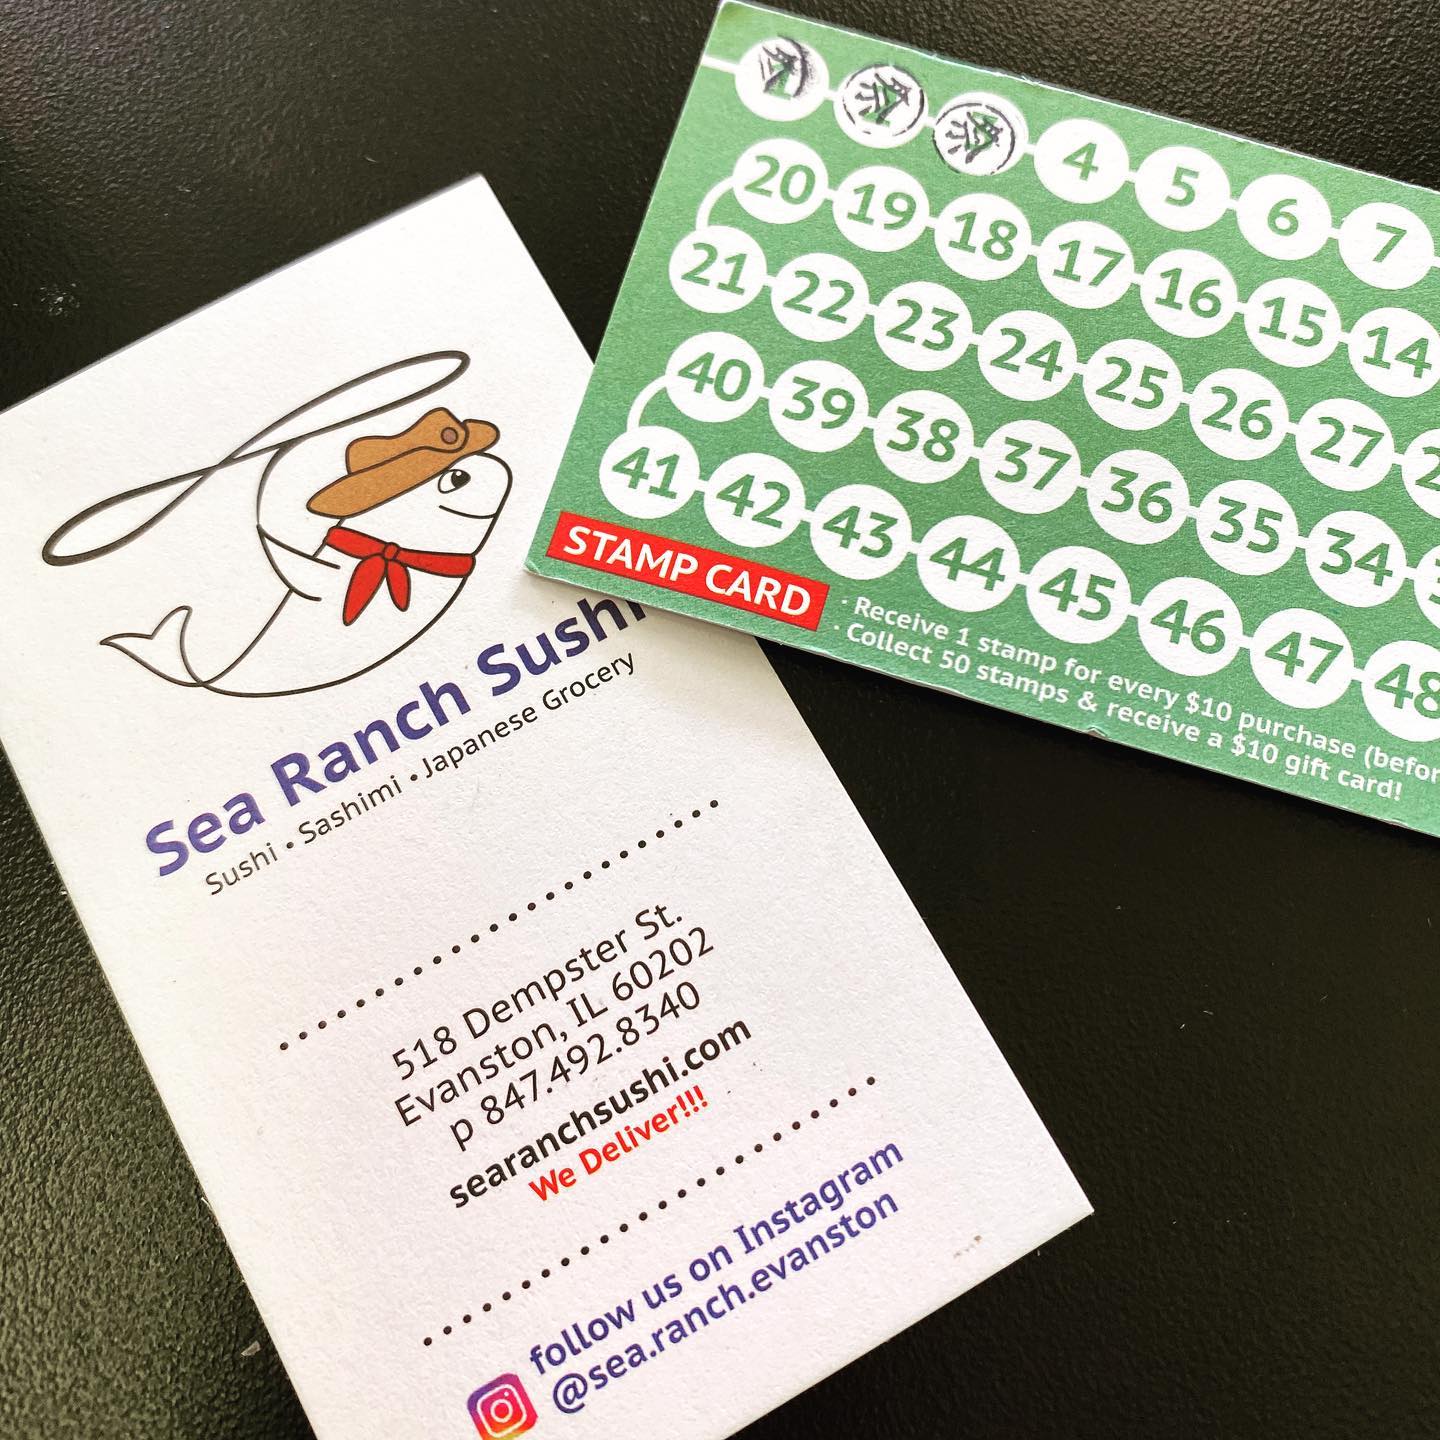 Sea Ranch Sushi
Sushi • Sashimi • Japanese Grocery
518 Dempster St.
Evanston, IL 60202
p 847.492.8340
searanchsushi.com
We Deliver!!!
follow us on Instagram
@sea.ranch.evanston
4 5 6 7
20 19 18 17 16 15 14
21 22 23 24 25 26 27
40 39 38 37 36 35 34
41 42 43 44 45 46 47 48
STAMP CARD
· Receive 1 stamp for every $10 purchase
· Collect 50 stamps & receive a $10 gift card!